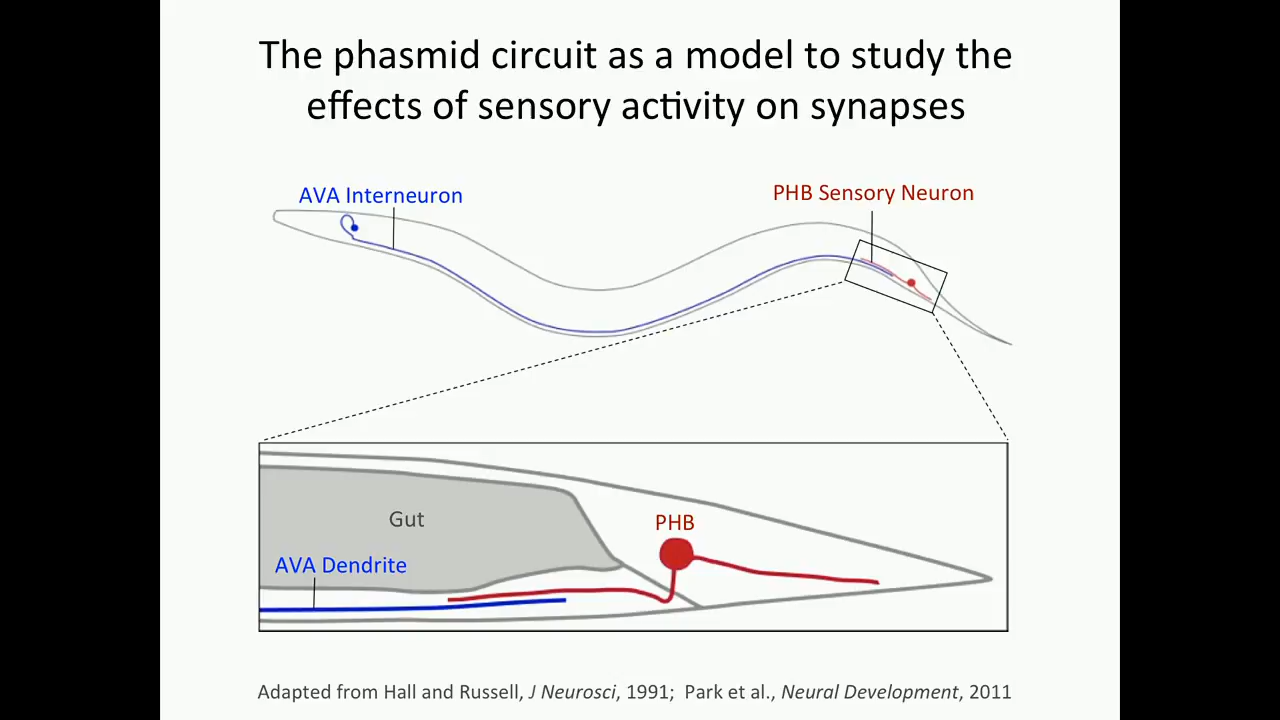 The phasmid circuit as a model to study the
effects of sensory activity on synapses
AVA Interneuron
PHB Sensory Neuron
Gut
PHB
AVA Dendrite
Adapted from Hall and Russell, J Neurosci, 1991;  Park et al., Neural Development, 2011